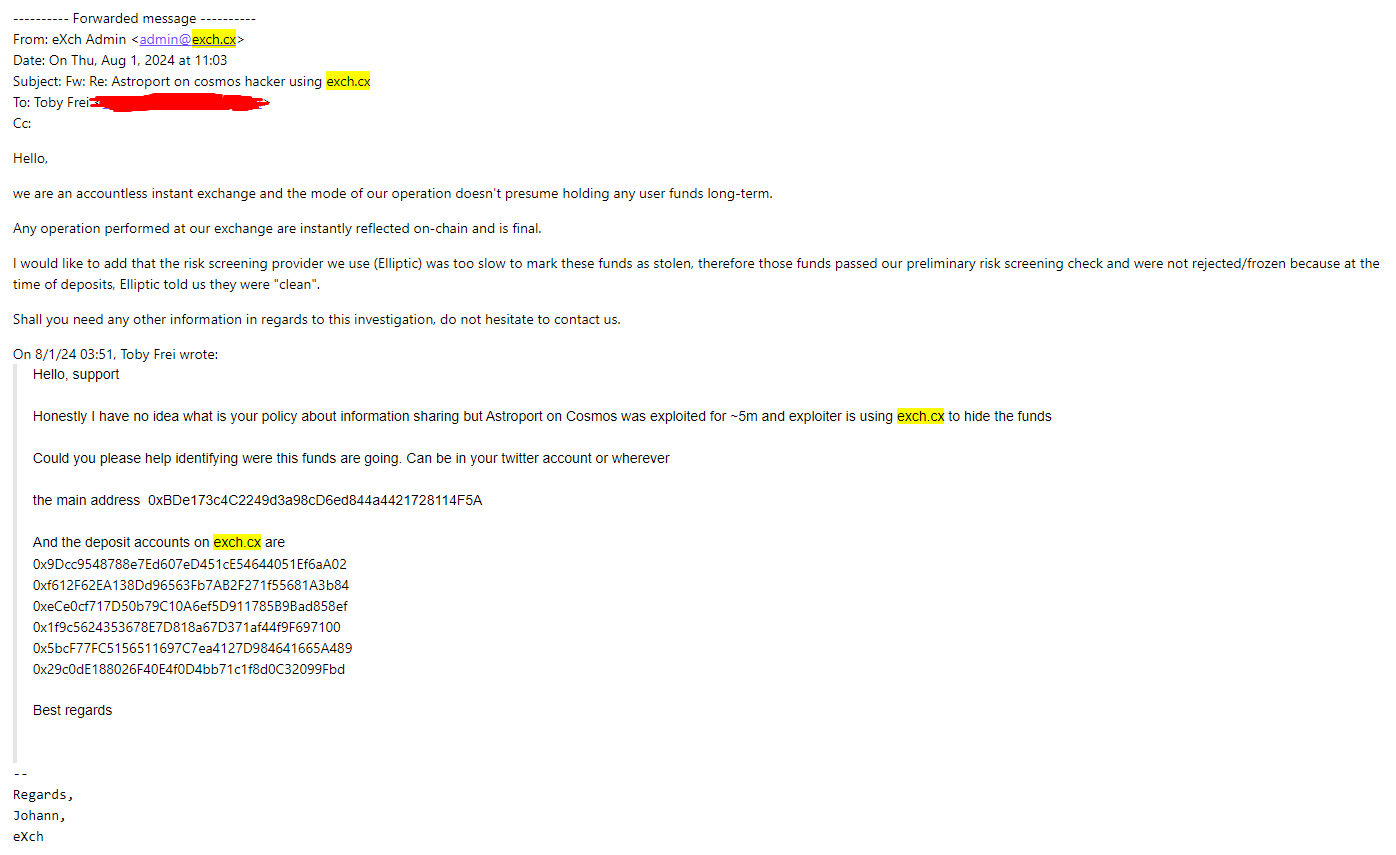 ---------- Forwarded message ----------
From: eXch Admin <admin@exch.cx>
Date: On Thu, Aug 1, 2024 at 11:03
Subject: Fw: Re: Astroport on cosmos hacker using exch.cx
To: Toby Frei
Cc:
Hello,
we are an accountless instant exchange and the mode of our operation doesn't presume holding any user funds long-term.
Any operation performed at our exchange are instantly reflected on-chain and is final.
I would like to add that the risk screening provider we use (Elliptic) was too slow to mark these funds as stolen, therefore those funds passed our preliminary risk screening check and were not rejected/frozen because at the
time of deposits, Elliptic told us they were "clean".
Shall you need any other information in regards to this investigation, do not hesitate to contact us.
On 8/1/24 03:51, Toby Frei wrote:
Hello, support
Honestly I have no idea what is your policy about information sharing but Astroport on Cosmos was exploited for ~5m and exploiter is using exch.cx to hide the funds
Could you please help identifying were this funds are going. Can be in your twitter account or wherever
the main address 0xBDe173c4C2249d3a98cD6ed844a4421728114F5A
And the deposit accounts on exch.cx are
0x9Dcc9548788e7Ed607eD451cE54644051Ef6aA02
0xf612F62EA138Dd96563Fb7AB2F271f55681A3b84
0xeCe0cf717D50b79C10A6ef5D911785B9Bad858ef
0x1f9c5624353678E7D818a67D371af44f9F697100
0x5bcF77FC5156511697C7ea4127D984641665A489
0x29c0dE188026F40E4f0D4bb71c1f8d0C32099Fbd
Best regards
--
Regards,
Johann,
eXch